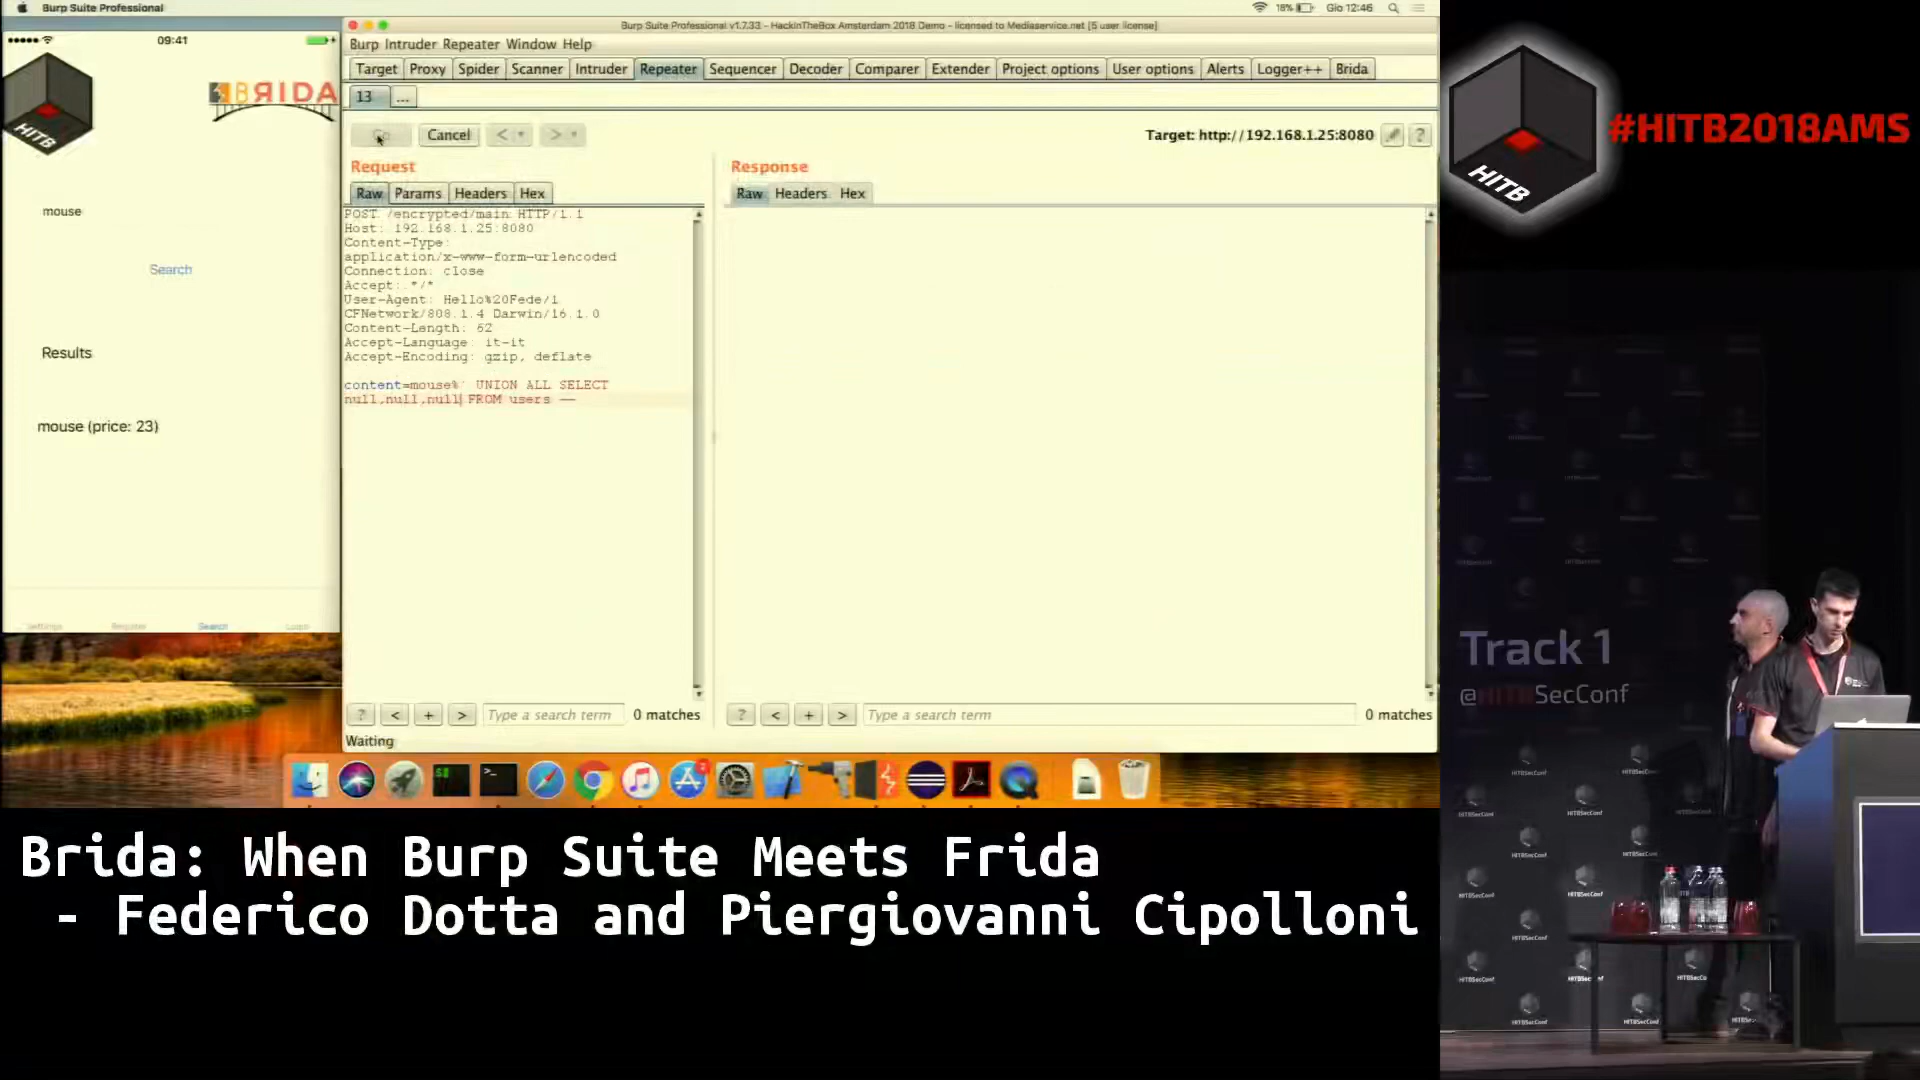 Burp Suite Professional
18%
Gio 12:46
09:41
HITB
BRIDA
mouse
Search
Results
mouse (price: 23)
Settings
Register
Search
Login
Burp Suite Professional v1.7.33 - HackInTheBox Amsterdam 2018 Demo - licensed to Mediaservice.net [5 user license]
Burp Intruder Repeater Window Help
Target Proxy Spider Scanner Intruder Repeater Sequencer Decoder Comparer Extender Project options User options Alerts Logger++ Brida
13 ...
Go Cancel < >
Target: http://192.168.1.25:8080
?
Request
Raw Params Headers Hex
POST /encrypted/main HTTP/1.1
Host: 192.168.1.25:8080
Content-Type:
application/x-www-form-urlencoded
Connection: close
Accept: */*
User-Agent: Hello%20Fede/1
CFNetwork/808.1.4 Darwin/16.1.0
Content-Length: 62
Accept-Language: it-it
Accept-Encoding: gzip, deflate
content=mouse%' UNION ALL SELECT
null,null,null FROM users --
Response
Raw Headers Hex
? < + > Type a search term 0 matches
? < + > Type a search term 0 matches
Waiting
HITB
#HITB2018AMS
Track 1
@HITBSecConf
Brida: When Burp Suite Meets Frida
- Federico Dotta and Piergiovanni Cipolloni